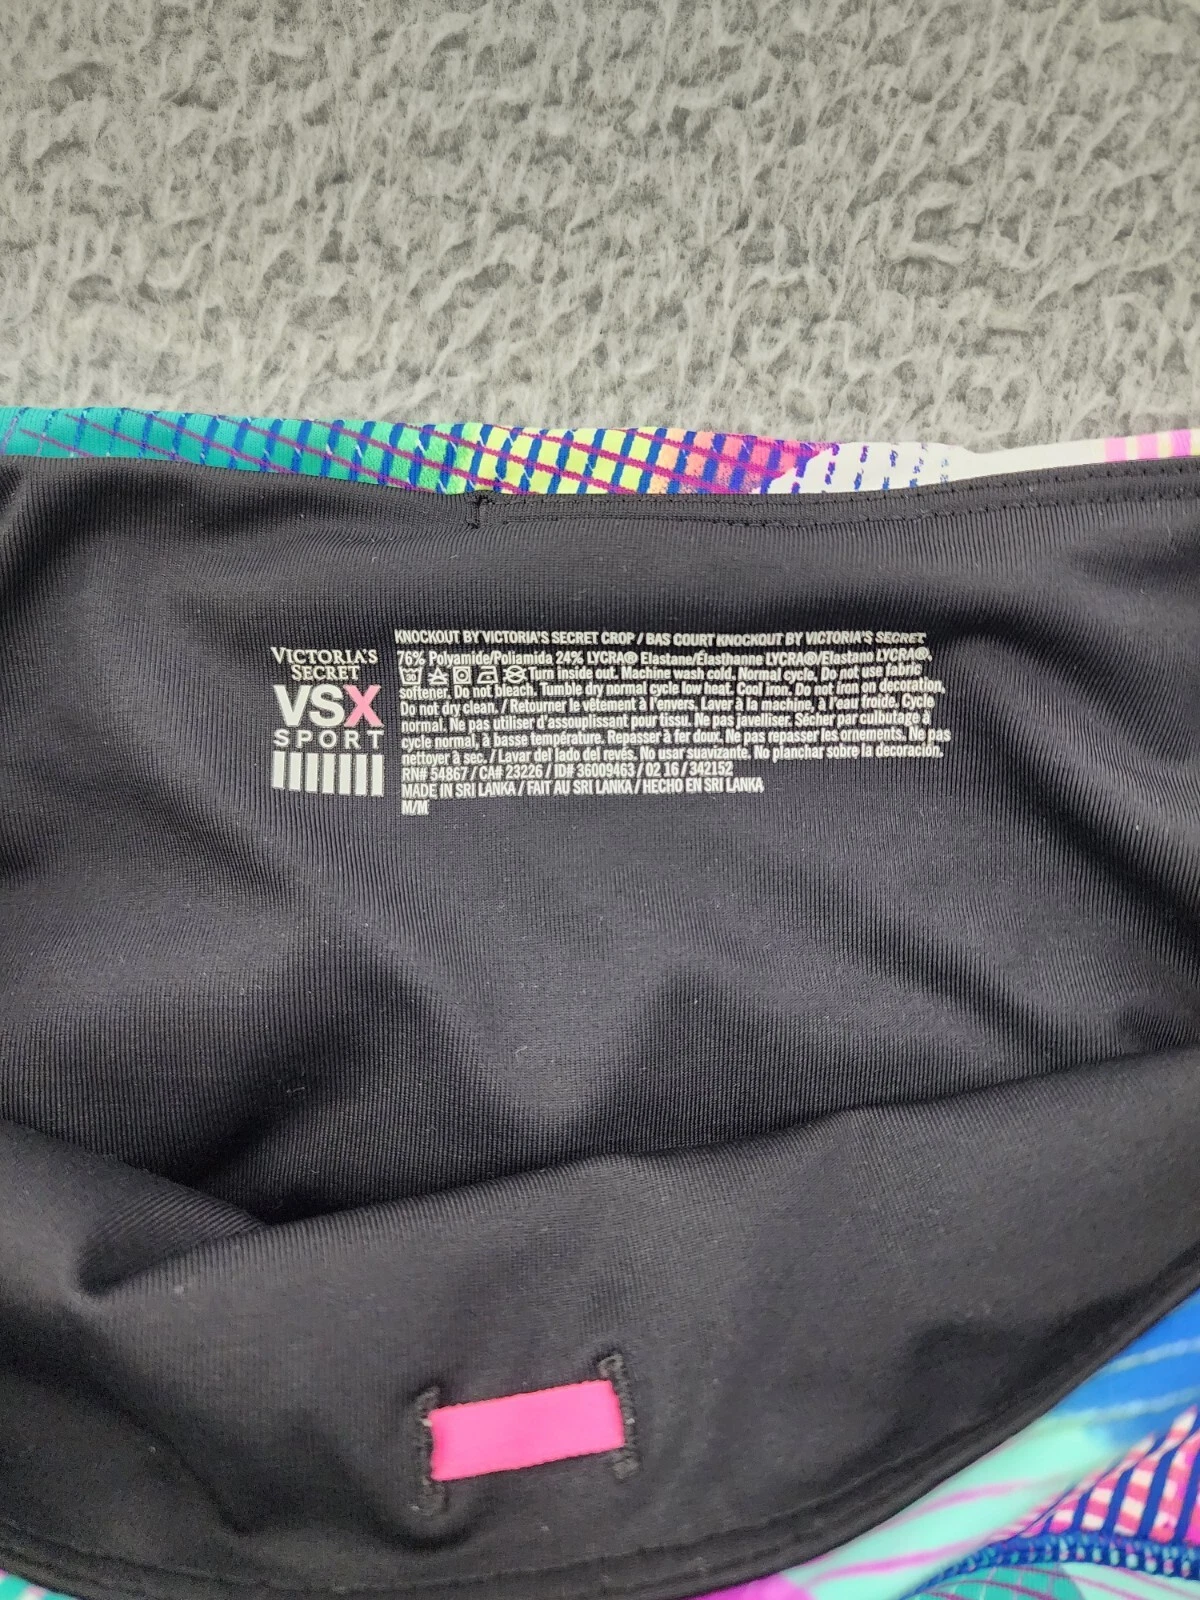 VICTORIA'S
SECRET
VSX
SPORT
KNOCKOUT BY VICTORIA'S SECRET CROP / BAS COURT KNOCKOUT BY VICTORIA'S SECRET
76% Polyamide/Poliamida 24% LYCRA® Elastane/Élasthanne LYCRA®/Elastano LYCRA®.
30 Turn inside out. Machine wash cold. Normal cycle. Do not use fabric
softener. Do not bleach. Tumble dry normal cycle low heat. Cool iron. Do not iron on decoration.
Do not dry clean. / Retourner le vêtement à l'envers. Laver à la machine, à l'eau froide. Cycle
normal. Ne pas utiliser d'assouplissant pour tissu. Ne pas javelliser. Sécher par culbutage à
cycle normal, à basse température. Repasser à fer doux. Ne pas repasser les ornements. Ne pas
nettoyer à sec. / Lavar del lado del revés. No usar suavizante. No planchar sobre la decoración.
RN# 54867 / CA# 23226 / ID# 36009463 / 02 16 / 342152
MADE IN SRI LANKA / FAIT AU SRI LANKA / HECHO EN SRI LANKA
M/M